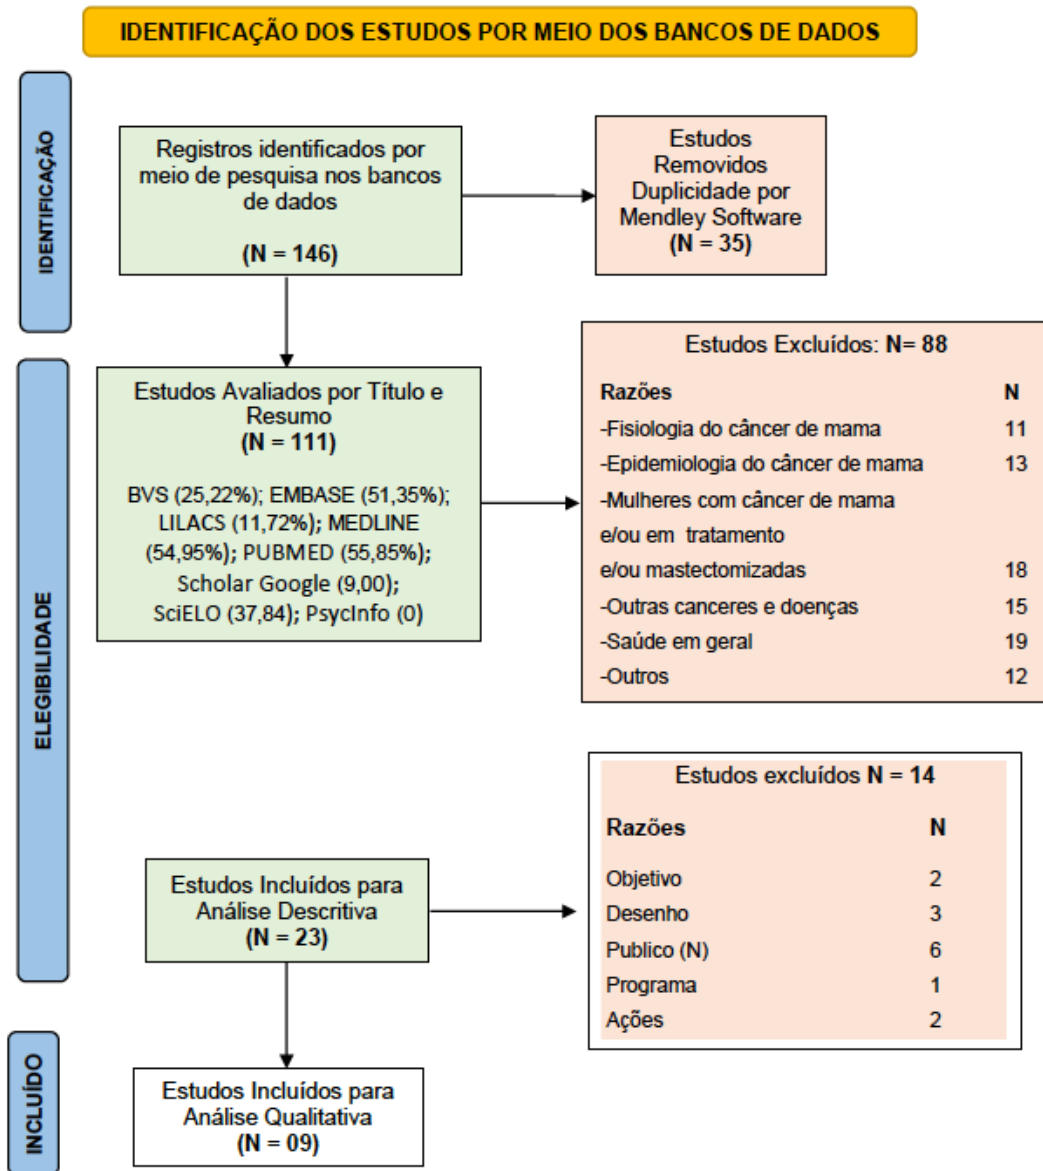 IDENTIFICAÇÃO DOS ESTUDOS POR MEIO DOS BANCOS DE DADOS
IDENTIFICAÇÃO
Registros identificados por
meio de pesquisa nos bancos
de dados
(N = 146)
Estudos
Removidos
Duplicidade por
Mendley Software
(N = 35)
ELEGIBILIDADE
Estudos Avaliados por Título e
Resumo
(N = 111)
BVS (25,22%); EMBASE (51,35%);
LILACS (11,72%); MEDLINE
(54,95%); PUBMED (55,85%);
Scholar Google (9,00);
SciELO (37,84); PsycInfo (0)
Estudos Excluídos: N= 88
Razões N
-Fisiologia do câncer de mama 11
-Epidemiologia do câncer de mama 13
-Mulheres com câncer de mama
e/ou em tratamento
e/ou mastectomizadas 18
-Outras canceres e doenças 15
-Saúde em geral 19
-Outros 12
Estudos Incluídos para
Análise Descritiva
(N = 23)
Estudos excluídos N = 14
Razões N
Objetivo 2
Desenho 3
Publico (N) 6
Programa 1
Ações 2
INCLUÍDO
Estudos Incluídos para
Análise Qualitativa
(N = 09)